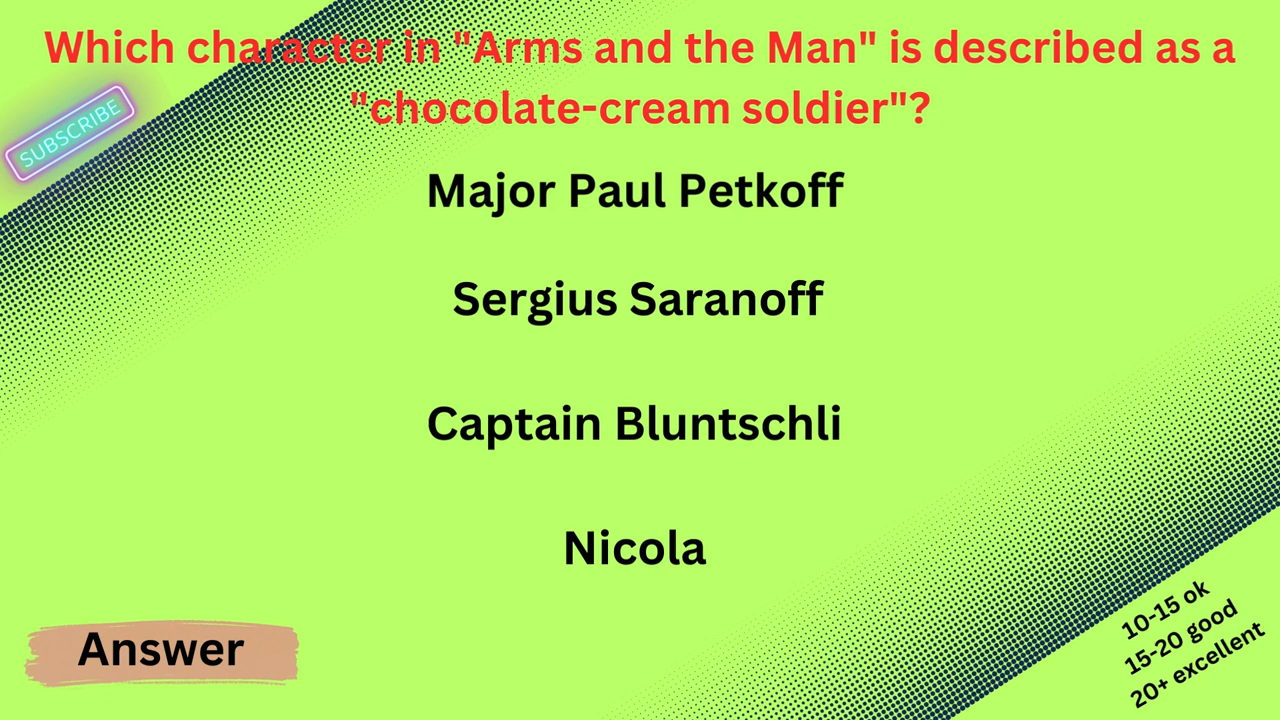 Which character in "Arms and the Man" is described as a
"chocolate-cream soldier"?
SUBSCRIBE
Major Paul Petkoff
Sergius Saranoff
Captain Bluntschli
Nicola
Answer
10-15 ok
15-20 good
20+ excellent